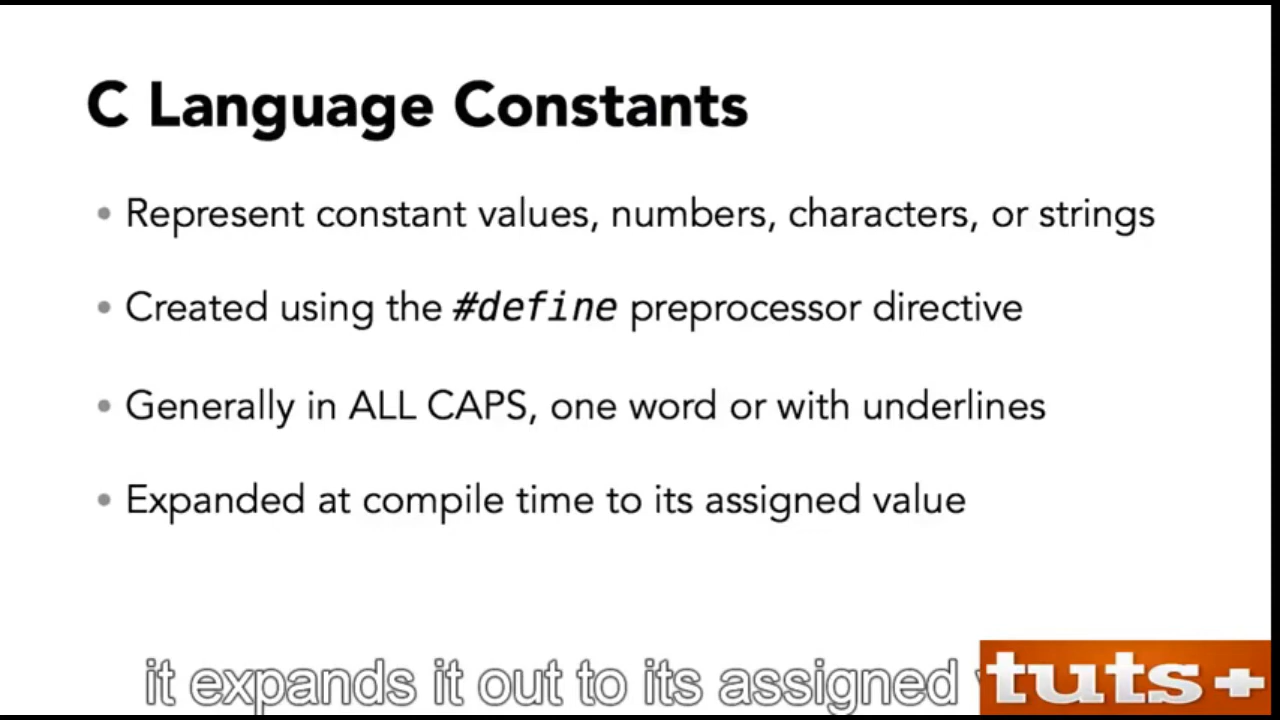 C Language Constants
• Represent constant values, numbers, characters, or strings
• Created using the #define preprocessor directive
• Generally in ALL CAPS, one word or with underlines
• Expanded at compile time to its assigned value
it expands it out to its assigned
tuts+